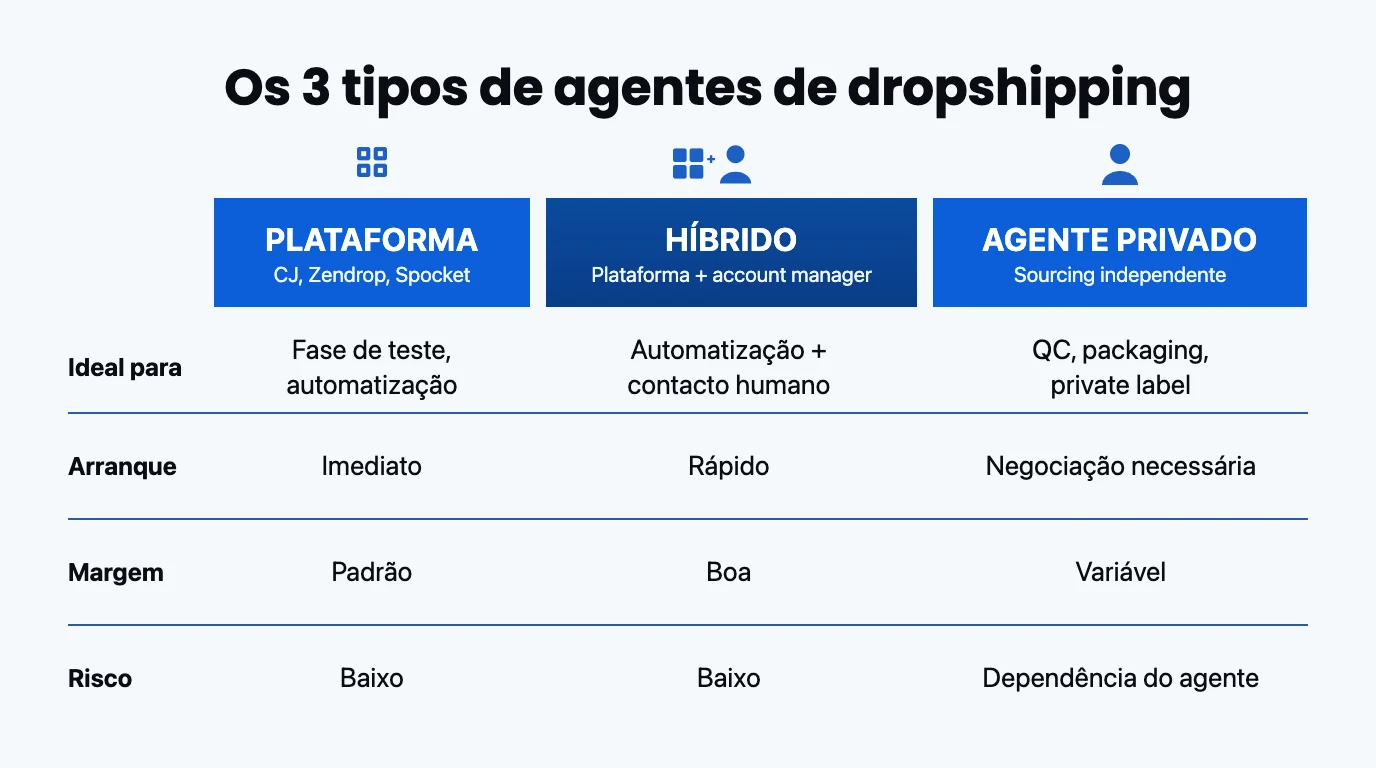 Os 3 tipos de agentes de dropshipping
PLATAFORMA
CJ, Zendrop, Spocket
HÍBRIDO
Plataforma + account manager
AGENTE PRIVADO
Sourcing independente
Ideal para
Fase de teste,
automatização
Automatização +
contacto humano
QC, packaging,
private label
Arranque
Imediato
Rápido
Negociação necessária
Margem
Padrão
Boa
Variável
Risco
Baixo
Baixo
Dependência do agente